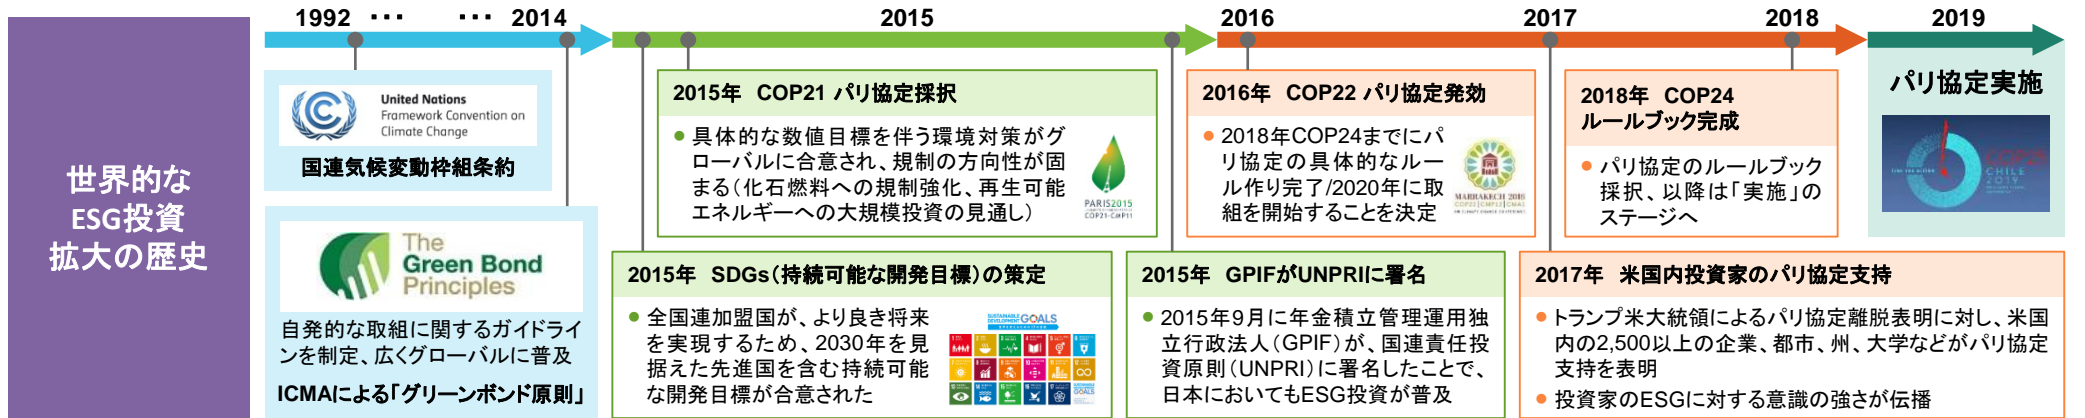 世界的な
ESG投資
拡大の歴史
1992 … … 2014
2015
2016
2017
2018
2019
United Nations
Framework Convention on
Climate Change
国連気候変動枠組条約
The
Green Bond
Principles
自発的な取組に関するガイドライ
ンを制定、広くグローバルに普及
ICMAによる「グリーンボンド原則」
2015年 COP21 パリ協定採択
● 具体的な数値目標を伴う環境対策がグ
ローバルに合意され、規制の方向性が固
まる(化石燃料への規制強化、再生可能
エネルギーへの大規模投資の見通し)
PARIS2015
COP21·CMP11
2015年 SDGs(持続可能な開発目標)の策定
● 全国連加盟国が、より良き将来
を実現するため、2030年を見
据えた先進国を含む持続可能
な開発目標が合意された
SUSTAINABLE
DEVELOPMENT GOALS
2015年 GPIFがUNPRIに署名
● 2015年9月に年金積立管理運用独
立行政法人(GPIF)が、国連責任投
資原則(UNPRI)に署名したことで、
日本においてもESG投資が普及
2016年 COP22 パリ協定発効
● 2018年COP24までにパ
リ協定の具体的なルー
ル作り完了/2020年に取
組を開始することを決定
MARRAKECH 2016
COP22|CMP12|CMA1
2017年 米国内投資家のパリ協定支持
● トランプ米大統領によるパリ協定離脱表明に対し、米国
内の2,500以上の企業、都市、州、大学などがパリ協定
支持を表明
● 投資家のESGに対する意識の強さが伝播
2018年 COP24
ルールブック完成
● パリ協定のルールブック
採択、以降は「実施」の
ステージへ
パリ協定実施
COP25
CHILE
2019